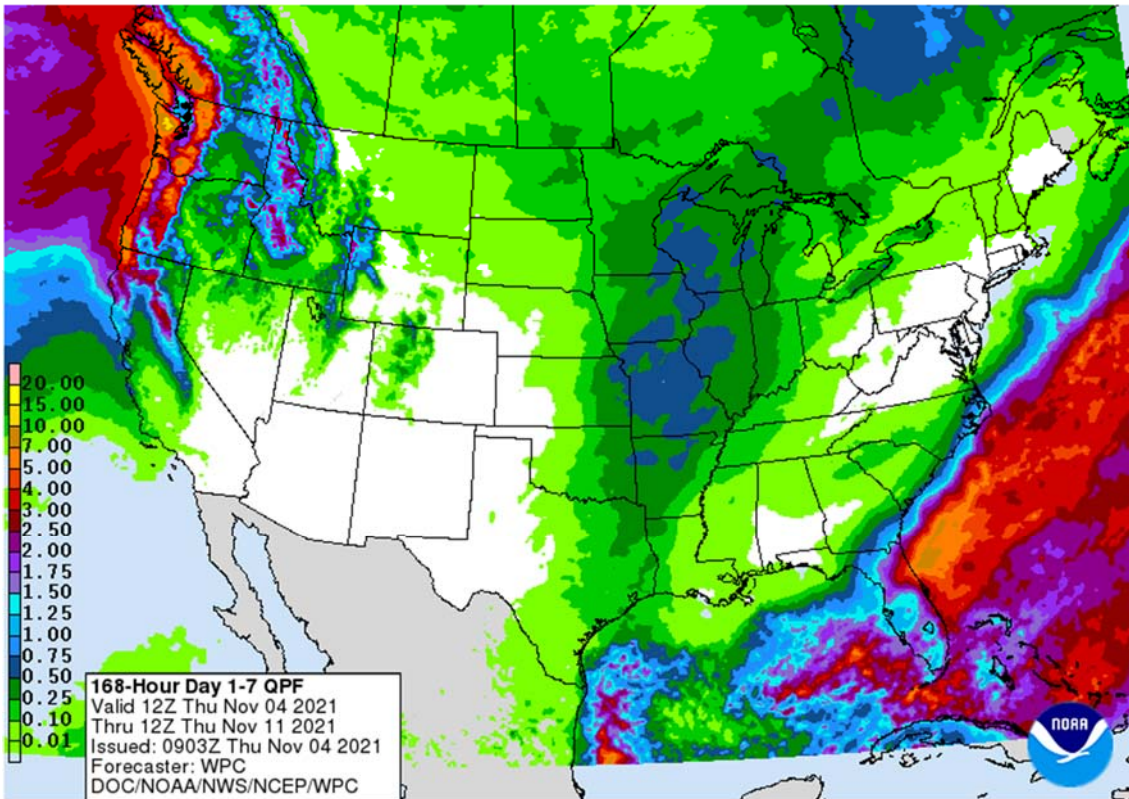 20.00
15.00
10.00
7.00
5.00
4.00
3.00
2.50
2.00
1.75
1.50
1.25
1.00
0.75
0.50
0.25
0.10
0.01
168-Hour Day 1-7 QPF
Valid 12Z Thu Nov 04 2021
Thru 12Z Thu Nov 11 2021
Issued: 0903Z Thu Nov 04 2021
Forecaster: WPC
DOC/NOAA/NWS/NCEP/WPC
NOAA